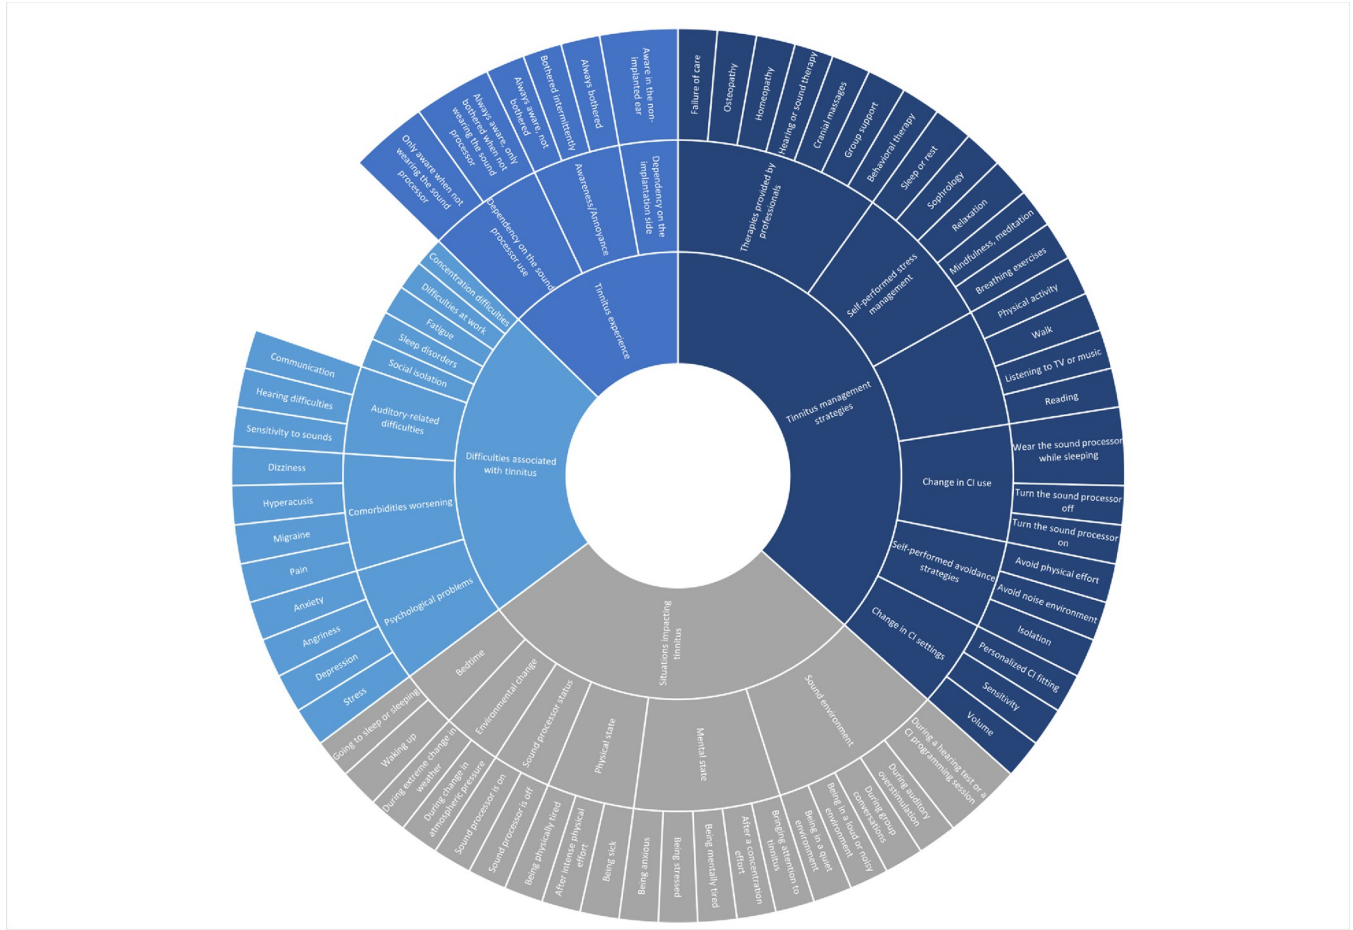 Tinnitus management
strategies
Therapies provided by
professionals
Failure of care
Osteopathy
Homeopathy
Hearing or sound therapy
Cranial massages
Group support
Behavioral therapy
Self-performed stress
management
Sleep or rest
Sophrology
Relaxation
Mindfulness, meditation
Breathing exercises
Physical activity
Walk
Listening to TV or music
Reading
Change in CI use
Wear the sound processor
while sleeping
Turn the sound processor
off
Turn the sound processor
on
Self-performed avoidance
strategies
Avoid physical effort
Avoid noise environment
Isolation
Change in CI settings
Personalized CI fitting
Sensitivity
Volume
Situations impacting
tinnitus
Sound environment
During a hearing test or a
CI programming session
During auditory
overstimulation
During group
conversations
Being in a loud or noisy
environment
Being in a quiet
environment
Mental state
Bringing attention to
tinnitus
After a concentration
effort
Being mentally tired
Being stressed
Being anxious
Physical state
Being sick
After intense physical
effort
Being physically tired
Sound processor status
Sound processor is off
Sound processor is on
Environmental change
During change in
atmospheric pressure
During extreme change in
weather
Bedtime
Waking up
Going to sleep or sleeping
Difficulties associated
with tinnitus
Psychological problems
Stress
Depression
Angriness
Anxiety
Comorbidities worsening
Pain
Migraine
Hyperacusis
Dizziness
Auditory-related
difficulties
Sensitivity to sounds
Hearing difficulties
Communication
Social isolation
Sleep disorders
Fatigue
Difficulties at work
Concentration difficulties
Tinnitus experience
Dependency on the sound
processor use
Only aware when not
wearing the sound
processor
Always aware, only
bothered when not
wearing the sound
processor
Awareness/Annoyance
Always aware, not
bothered
Bothered intermittently
Always bothered
Dependency on the
implantation side
Aware in the non-
implanted ear